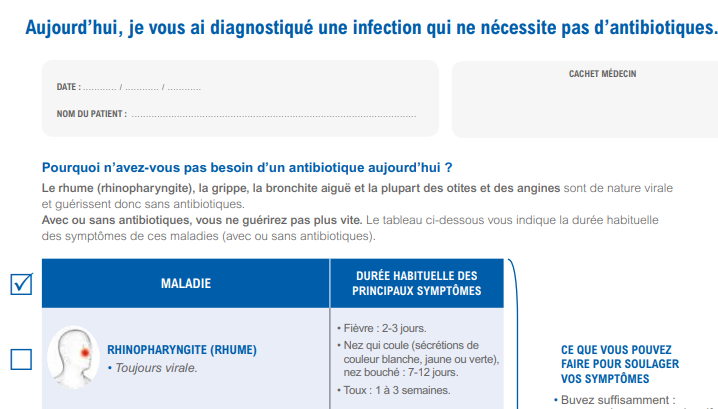 Aujourd'hui, je vous ai diagnostiqué une infection qui ne nécessite pas d'antibiotiques.
DATE : ............ / ............ / ............
NOM DU PATIENT : ....................................................................................................
CACHET MÉDECIN
Pourquoi n'avez-vous pas besoin d'un antibiotique aujourd'hui ?
Le rhume (rhinopharyngite), la grippe, la bronchite aiguë et la plupart des otites et des angines sont de nature virale
et guérissent donc sans antibiotiques.
Avec ou sans antibiotiques, vous ne guérirez pas plus vite. Le tableau ci-dessous vous indique la durée habituelle
des symptômes de ces maladies (avec ou sans antibiotiques).
MALADIE
DURÉE HABITUELLE DES
PRINCIPAUX SYMPTÔMES
RHINOPHARYNGITE (RHUME)
• Toujours virale.
• Fièvre : 2-3 jours.
• Nez qui coule (sécrétions de
couleur blanche, jaune ou verte),
nez bouché : 7-12 jours.
• Toux : 1 à 3 semaines.
CE QUE VOUS POUVEZ
FAIRE POUR SOULAGER
VOS SYMPTÔMES
• Buvez suffisamment :